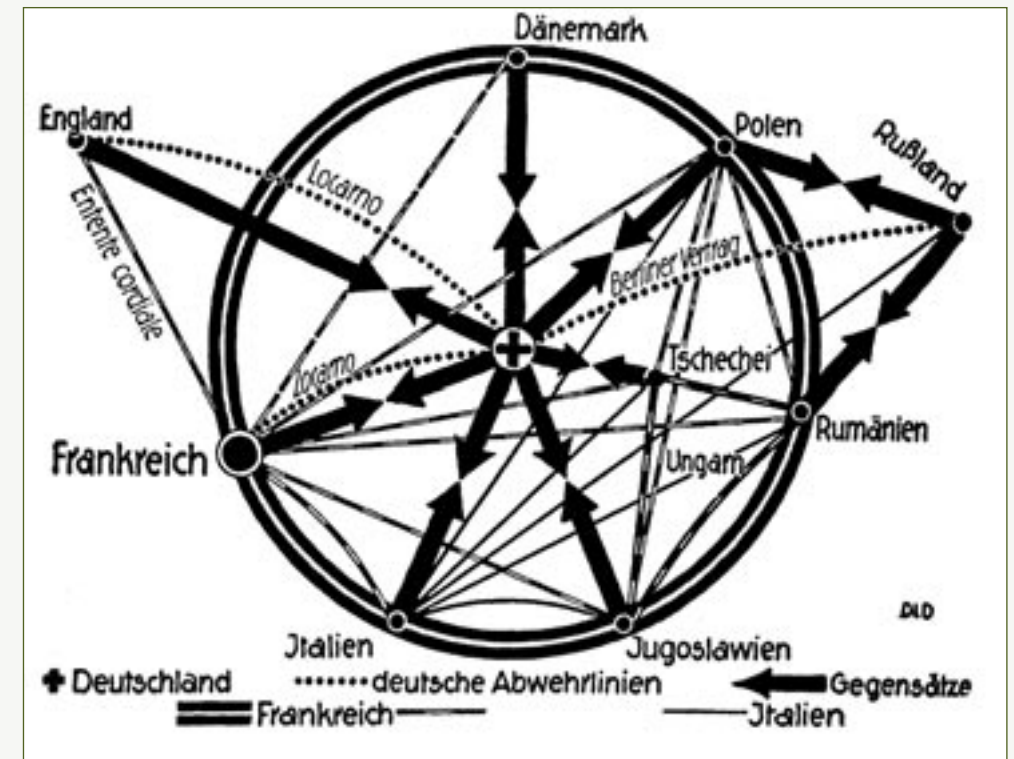 Dänemark
England
Polen
Rußland
Locarno
Entente cordiale
Berliner Vertrag
Locarno
Tschechei
Frankreich
Rumänien
Ungarn
DLD
Jtalien
Jugoslawien
Deutschland deutsche Abwehrlinien Gegensätze
Frankreich Jtalien